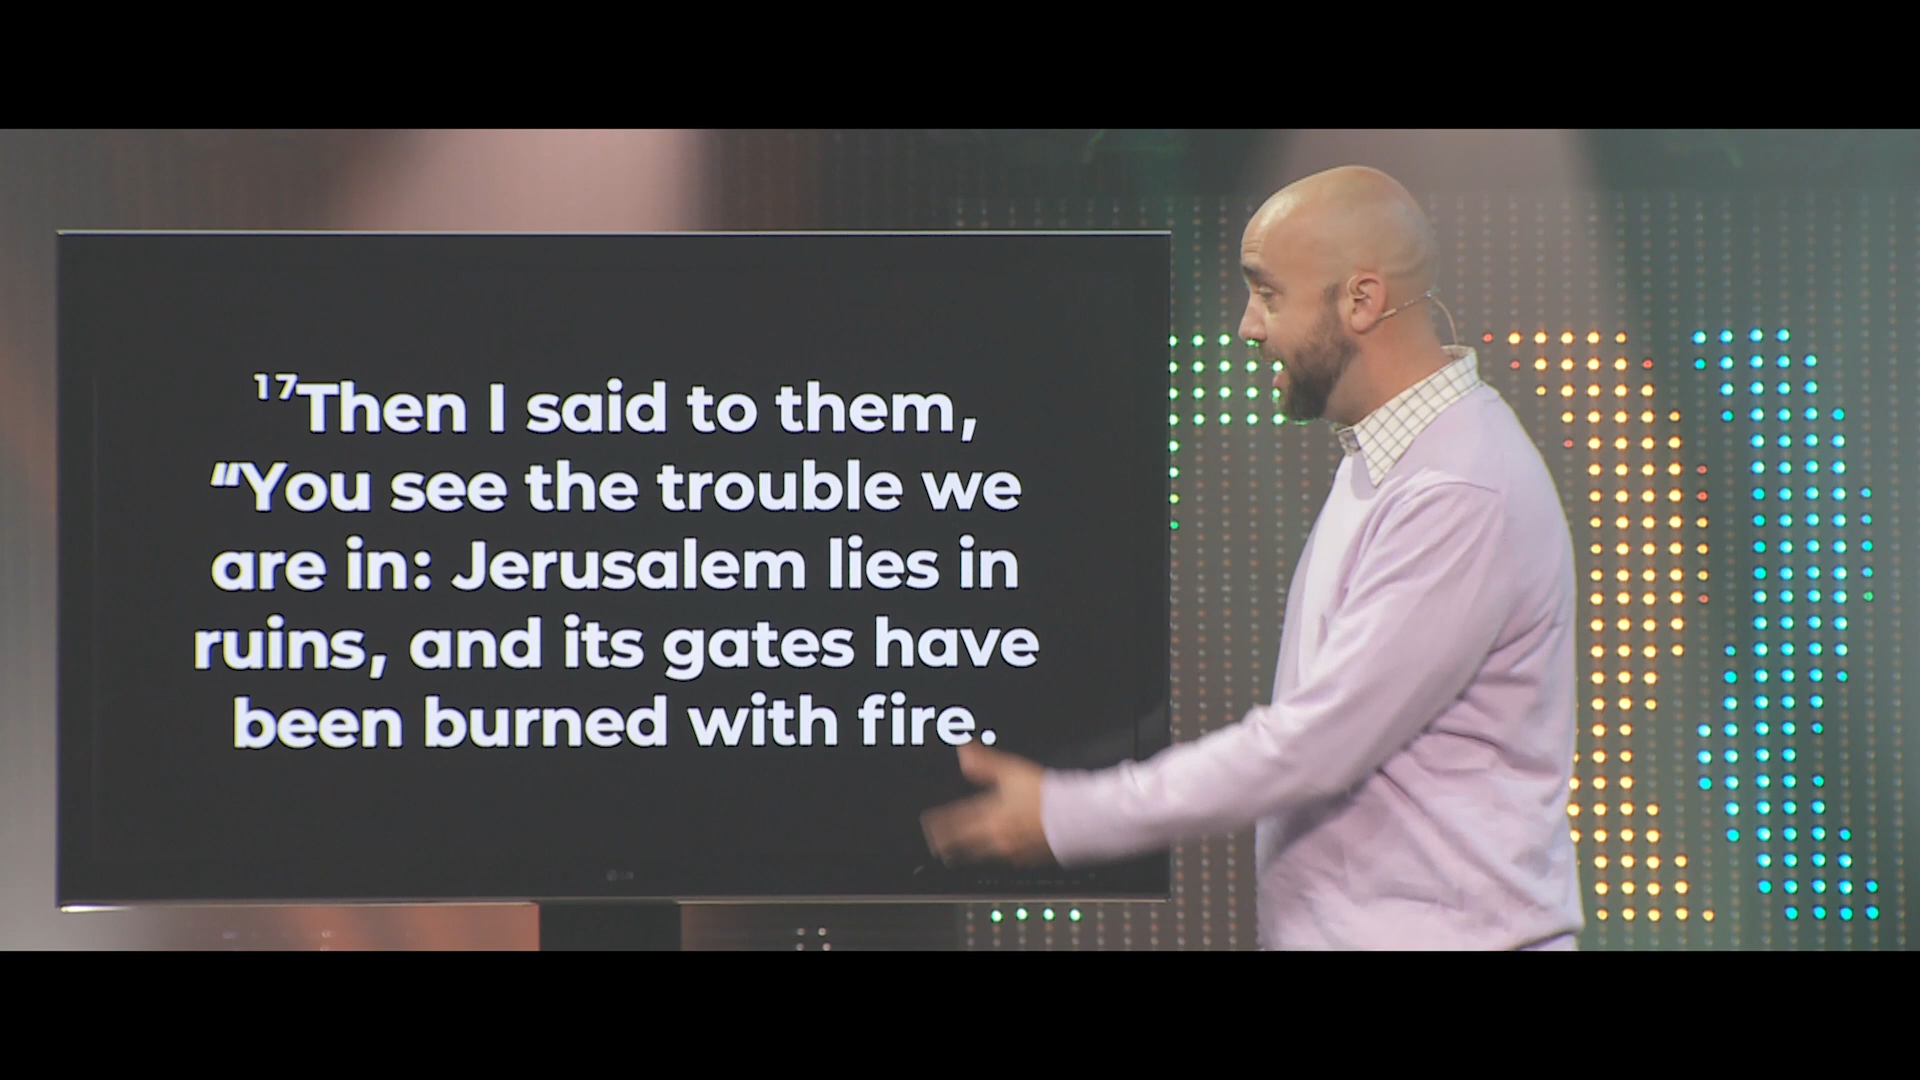 ¹⁷Then I said to them,
“You see the trouble we
are in: Jerusalem lies in
ruins, and its gates have
been burned with fire.
LG